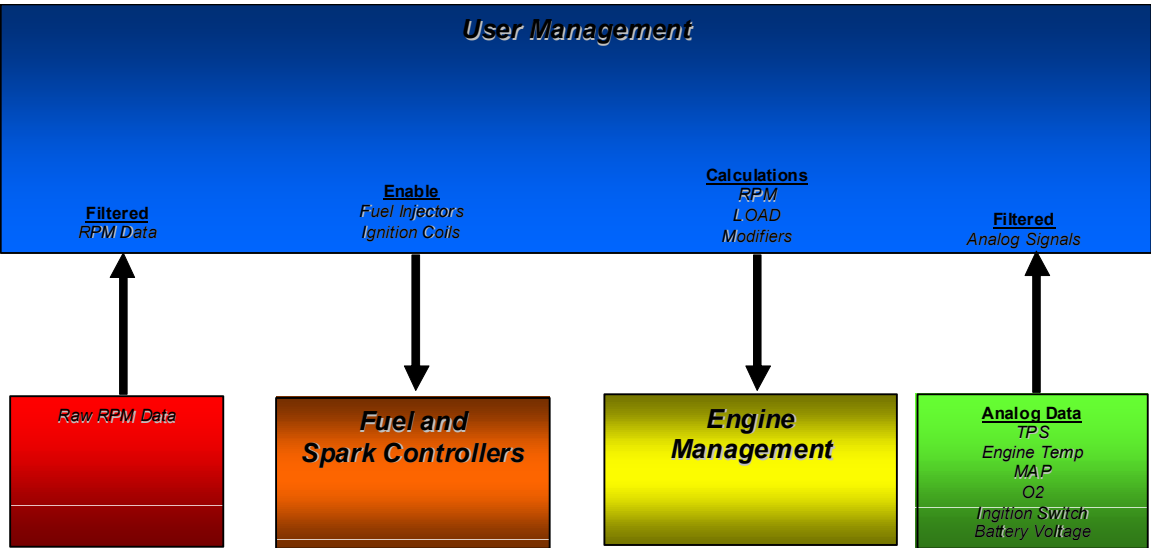 User Management
Filtered
RPM Data
Enable
Fuel Injectors
Ignition Coils
Calculations
RPM
LOAD
Modifiers
Filtered
Analog Signals
Raw RPM Data
Fuel and
Spark Controllers
Engine
Management
Analog Data
TPS
Engine Temp
MAP
O2
Ingition Switch
Battery Voltage